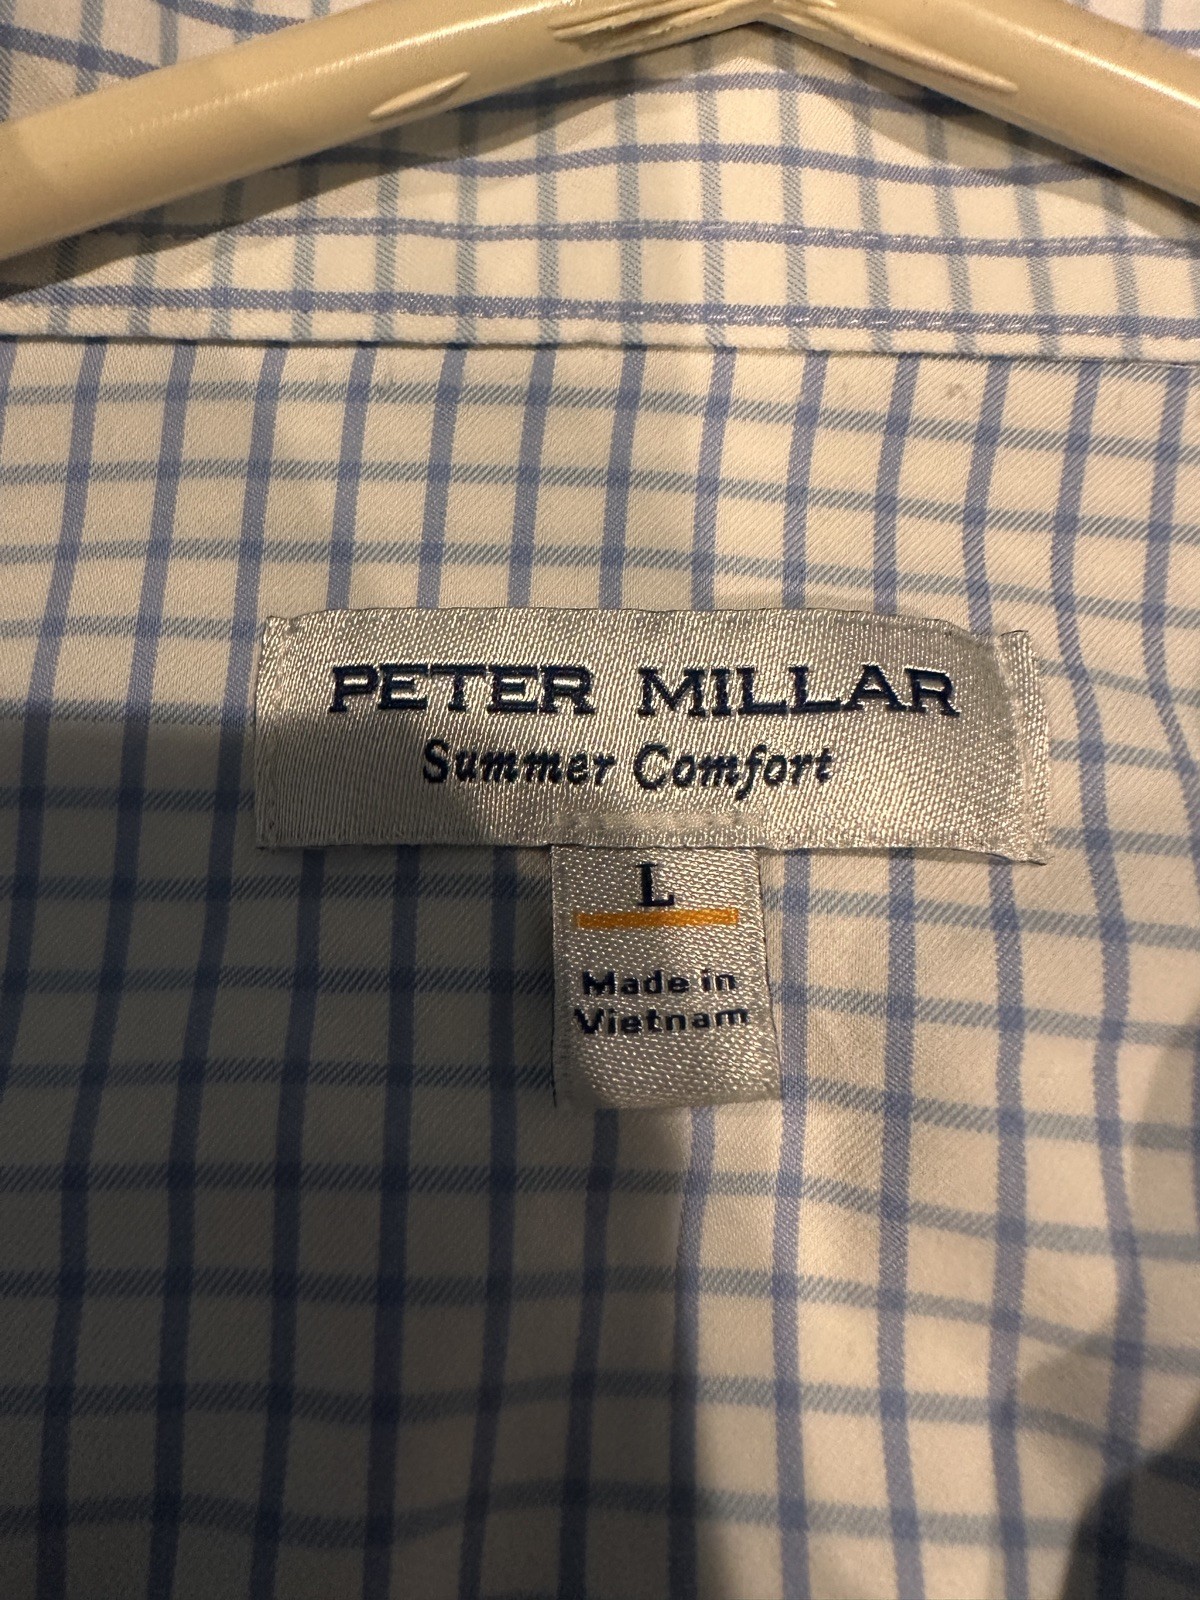 PETER MILLAR
Summer Comfort
L
Made in
Vietnam